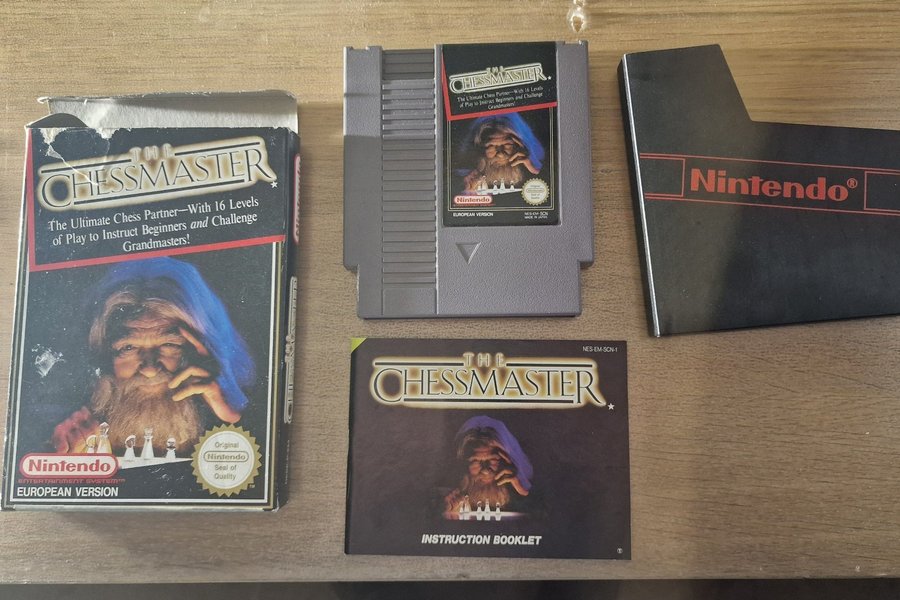 THE
CHESSMASTER
The Ultimate Chess Partner—With 16 Levels
of Play to Instruct Beginners and Challenge
Grandmasters!
Nintendo
ENTERTAINMENT SYSTEM™
EUROPEAN VERSION
Original
Nintendo
Seal of
Quality
THE
CHESSMASTER
The Ultimate Chess Partner—With 16 Levels
of Play to Instruct Beginners and Challenge
Grandmasters!
Nintendo
EUROPEAN VERSION
NES-EM-SCN
MADE IN JAPAN
Nintendo®
NES-EM-SCN-1
THE
CHESSMASTER
INSTRUCTION BOOKLET